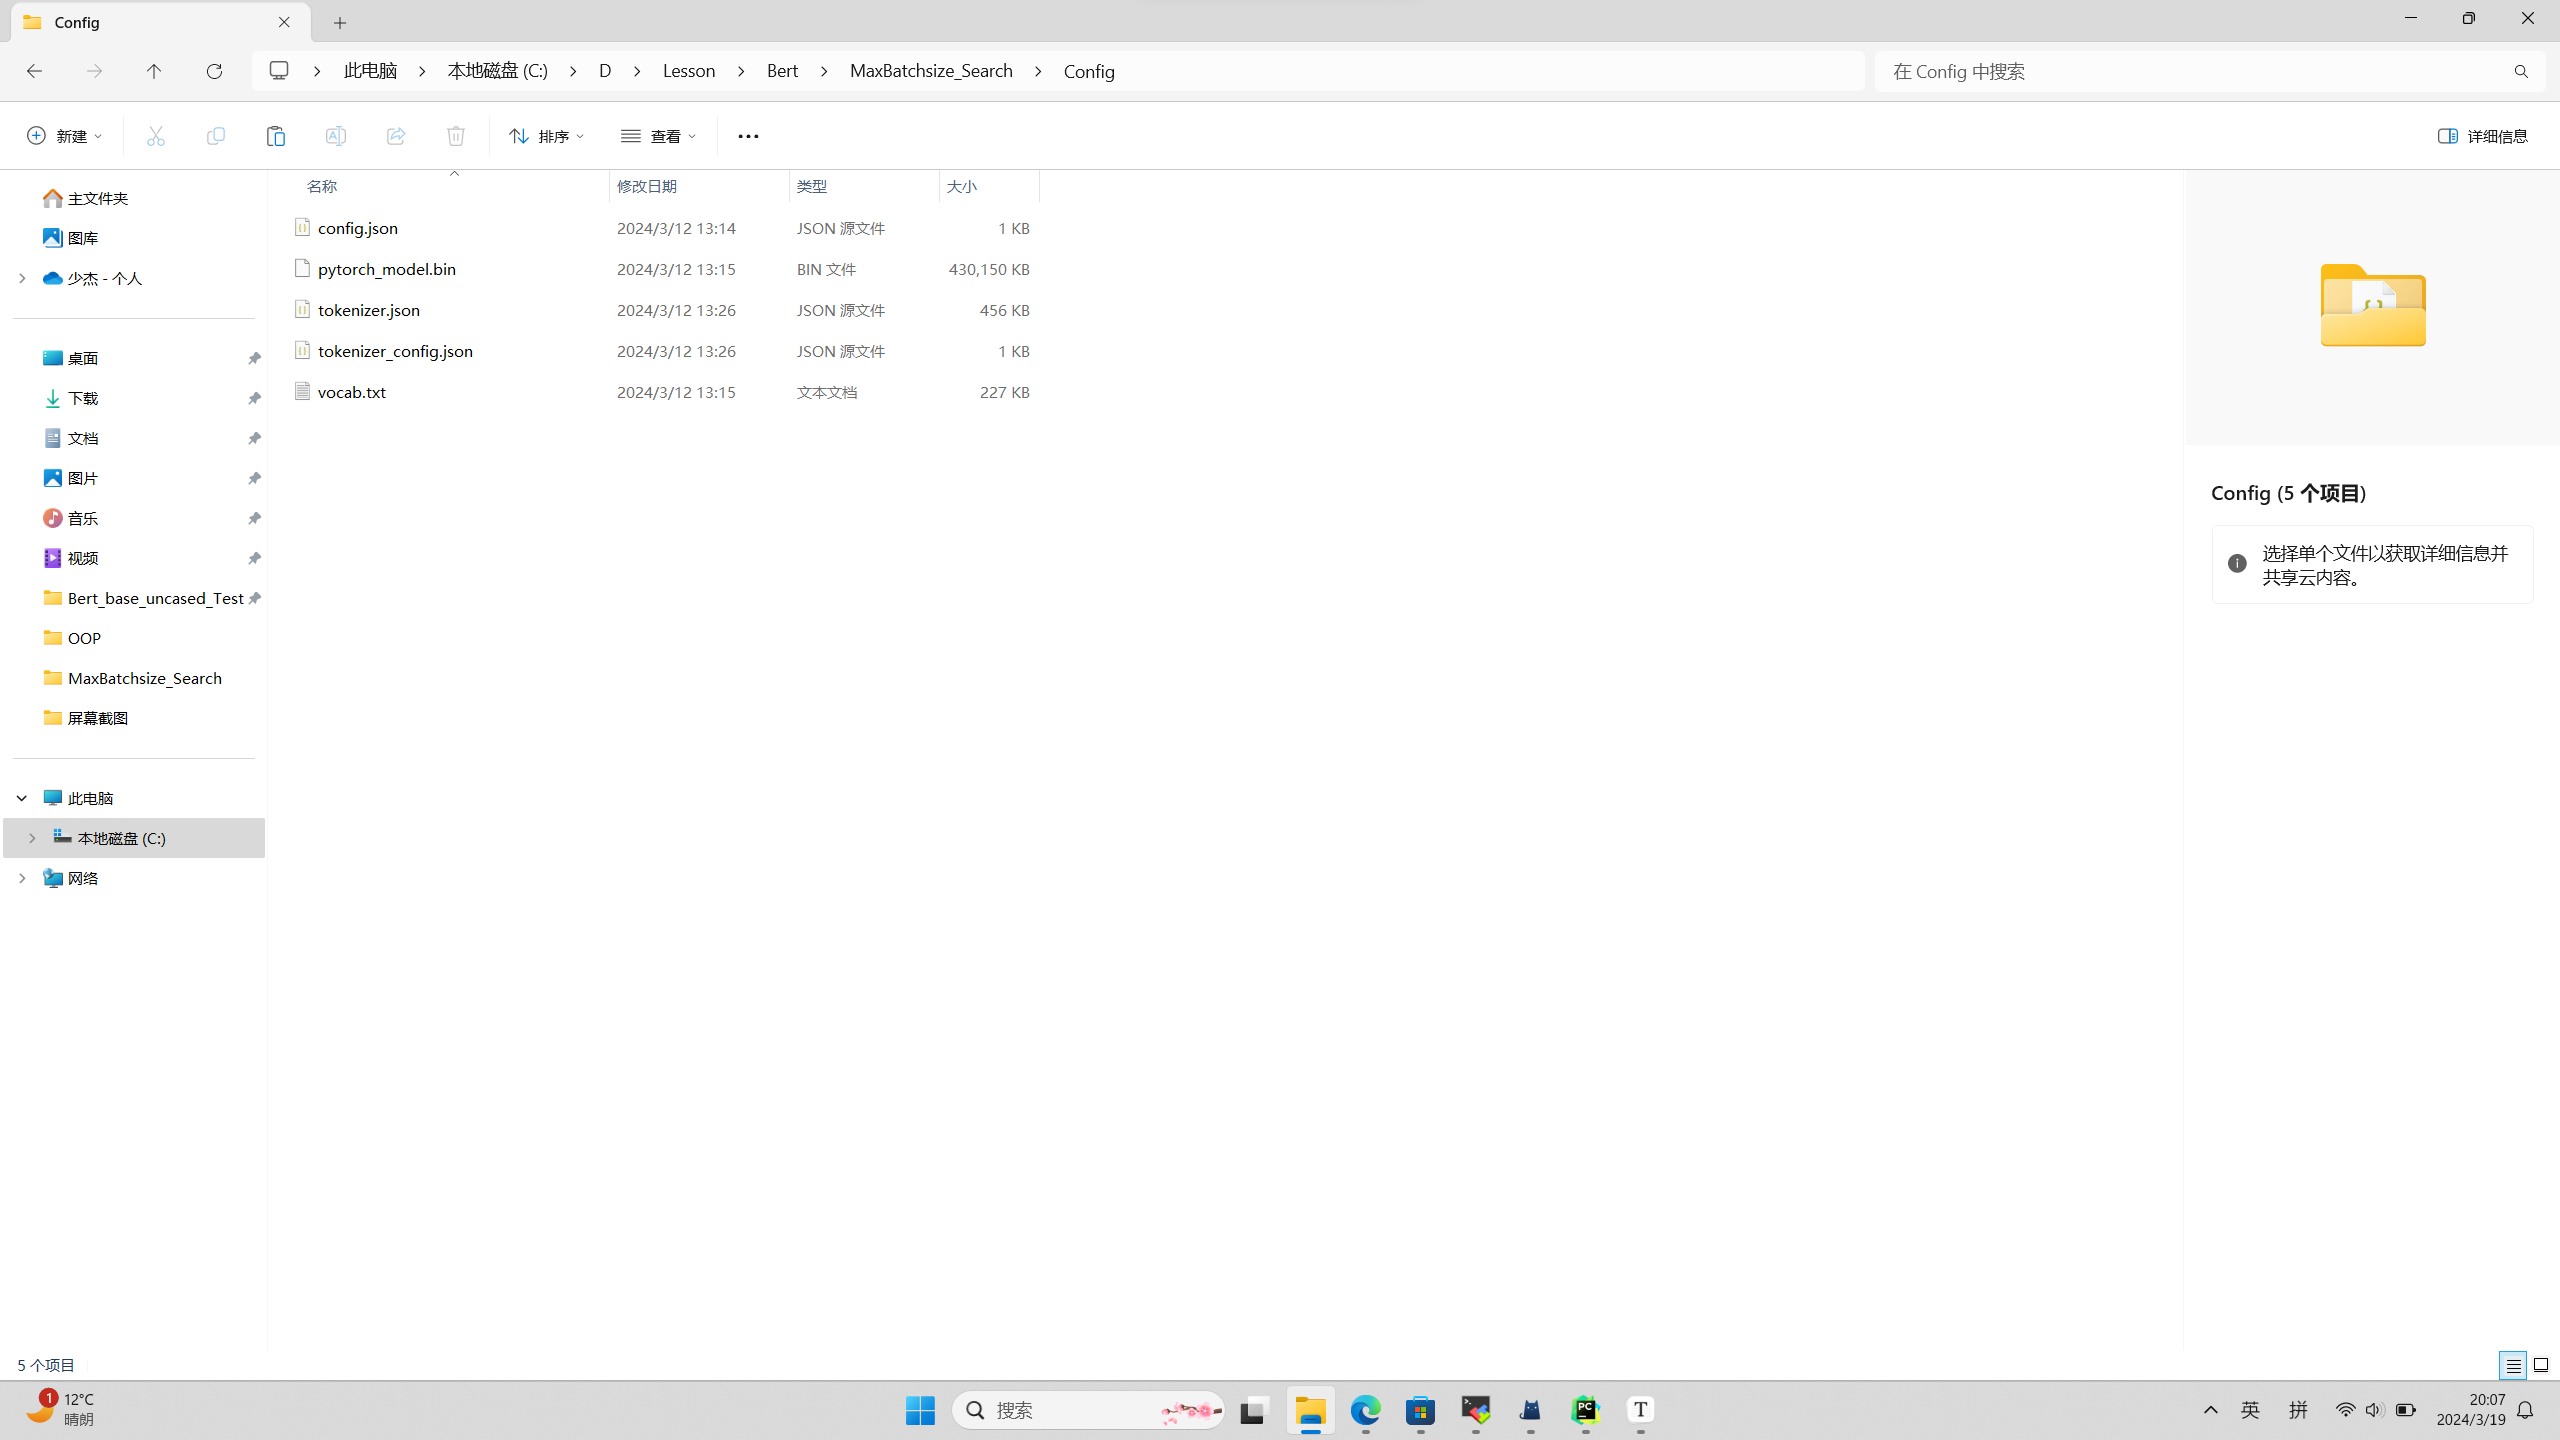 Config
此电脑
本地磁盘 (C:)
D
Lesson
Bert
MaxBatchsize_Search
Config
在 Config 中搜索
新建
排序
查看
详细信息
主文件夹
图库
少杰 - 个人
桌面
下载
文档
图片
音乐
视频
Bert_base_uncased_Test
OOP
MaxBatchsize_Search
屏幕截图
此电脑
本地磁盘 (C:)
网络
名称 修改日期 类型 大小
config.json 2024/3/12 13:14 JSON 源文件 1 KB
pytorch_model.bin 2024/3/12 13:15 BIN 文件 430,150 KB
tokenizer.json 2024/3/12 13:26 JSON 源文件 456 KB
tokenizer_config.json 2024/3/12 13:26 JSON 源文件 1 KB
vocab.txt 2024/3/12 13:15 文本文档 227 KB
Config (5 个项目)
选择单个文件以获取详细信息并
共享云内容。
5 个项目
1
12°C
晴朗
搜索
PC
T
英
拼
20:07
2024/3/19